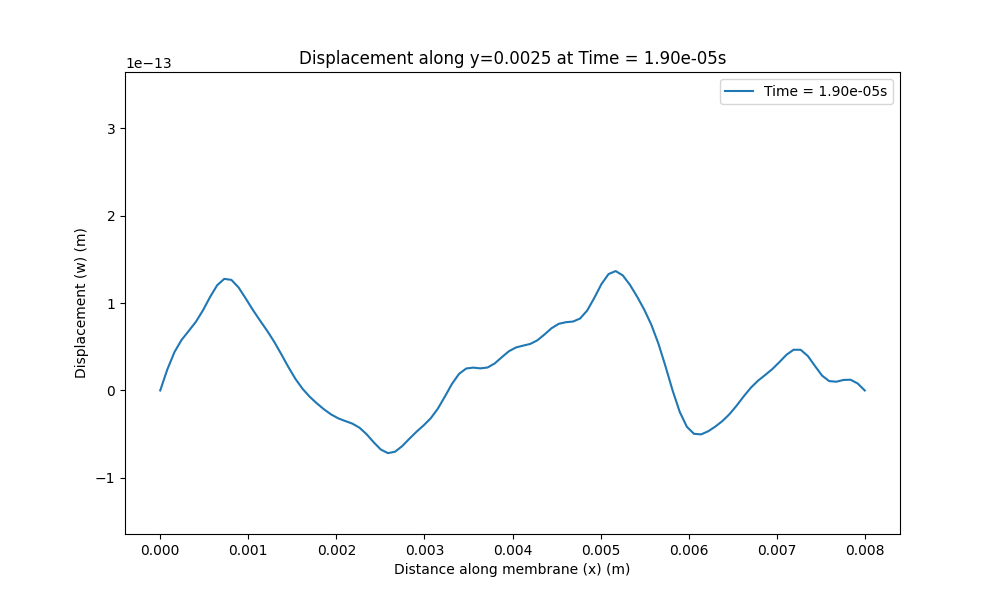 Displacement along y=0.0025 at Time = 1.90e-05s
1e−13
Time = 1.90e-05s
3
2
1
0
−1
Displacement (w) (m)
0.000 0.001 0.002 0.003 0.004 0.005 0.006 0.007 0.008
Distance along membrane (x) (m)